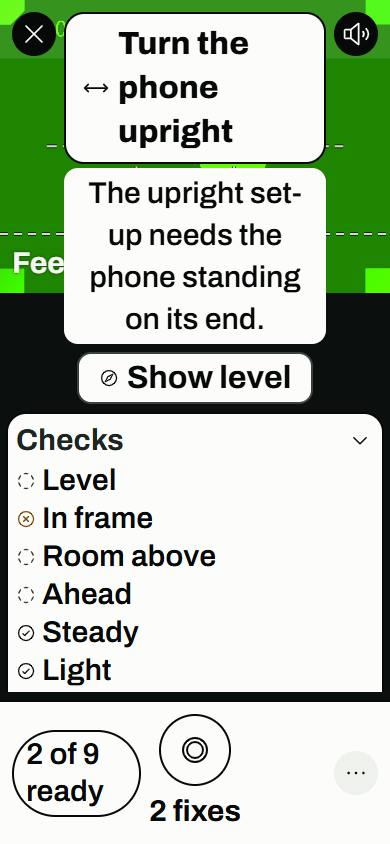 Turn the
phone
upright
The upright set-
up needs the
phone standing
on its end.
Fee
Show level
Checks
Level
In frame
Room above
Ahead
Steady
Light
2 of 9
ready
2 fixes